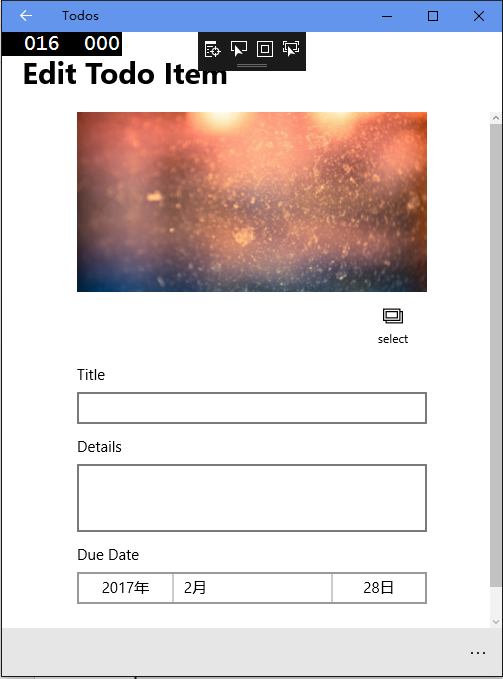 Todos
016 000
Edit Todo Item
select
Title
Details
Due Date
2017年 2月 28日